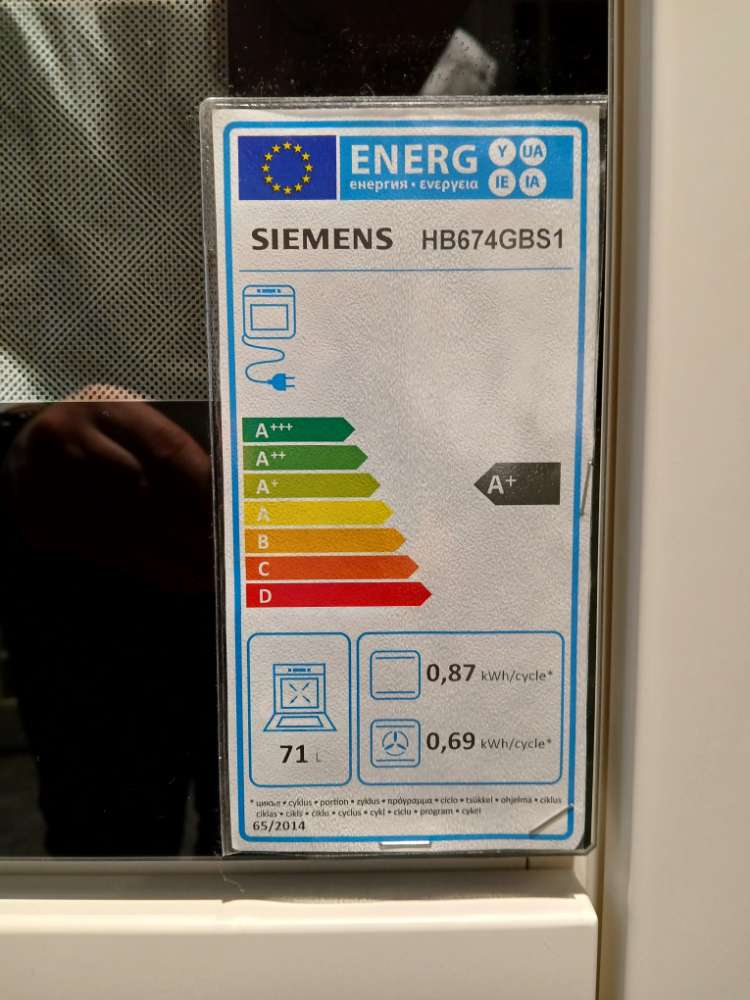 ENERG Y UA
енергия • ενεργεια IE IA
SIEMENS HB674GBS1
A+++
A++
A+
A+
A
B
C
D
0,87 kWh/cycle*
71 L
0,69 kWh/cycle*
* цикъл • cyklus • portion • zyklus • πρόγραμμα • ciclo • tsükkel • ohjelma • ciklus
ciklas • cikls • ċiklu • cyclus • cykl • ciclu • program • cykel
65/2014